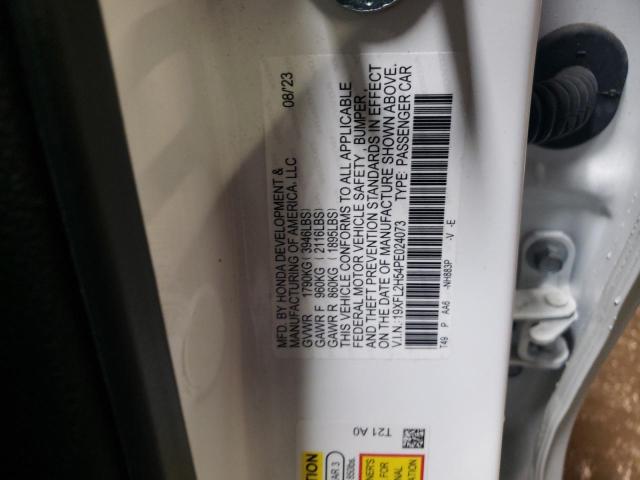 MFD. BY HONDA DEVELOPMENT & 08/'23
MANUFACTURING OF AMERICA, LLC
GVWR 1790KG(3946LBS)
GAWR F 960KG (2116LBS)
GAWR R 860KG (1895LBS)
THIS VEHICLE CONFORMS TO ALL APPLICABLE
FEDERAL MOTOR VEHICLE SAFETY, BUMPER,
AND THEFT PREVENTION STANDARDS IN EFFECT
ON THE DATE OF MANUFACTURE SHOWN ABOVE.
V.I.N.:19XFL2H54PE024073 TYPE: PASSENGER CAR
T49 P AA6 -NH883P -V -E
T21 A0